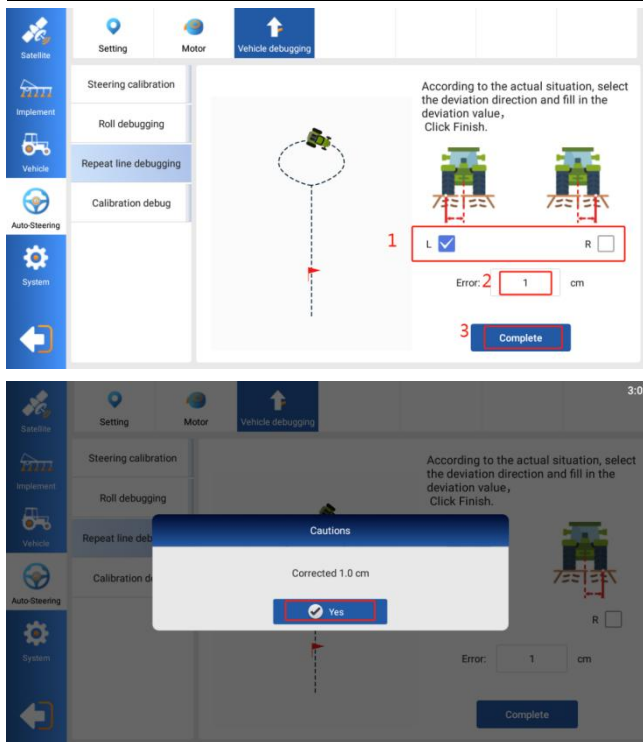 Setting
Motor
Vehicle debugging
Satellite
Implement
Vehicle
Auto-Steering
System
Steering calibration
Roll debugging
Repeat line debugging
Calibration debug
According to the actual situation, select
the deviation direction and fill in the
deviation value,
Click Finish.
1
L
R
Error:
2
1
cm
3
Complete
3:0
Setting
Motor
Vehicle debugging
Satellite
Implement
Vehicle
Auto-Steering
System
Steering calibration
Roll debugging
Repeat line deb
Calibration de
According to the actual situation, select
the deviation direction and fill in the
deviation value,
Click Finish.
Cautions
Corrected 1.0 cm
Yes
R
Error:
1
cm
Complete